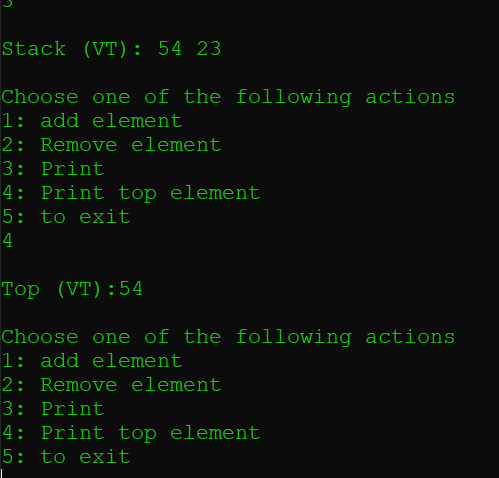 3
Stack (VT): 54 23
Choose one of the following actions
1: add element
2: Remove element
3: Print
4: Print top element
5: to exit
4
Top (VT):54
Choose one of the following actions
1: add element
2: Remove element
3: Print
4: Print top element
5: to exit